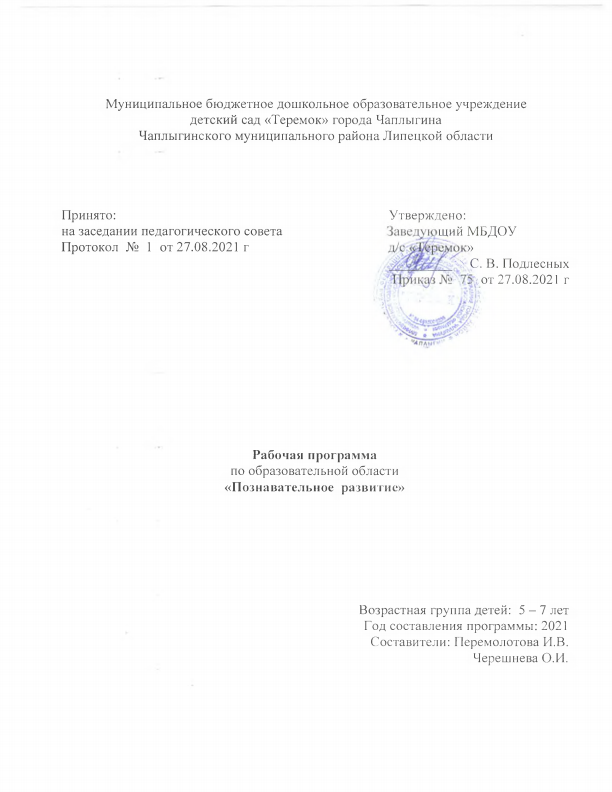 Муниципальное бюджетное дошкольное образовательное учреждение
детский сад «Теремок» города Чаплыгина
Чаплыгинского муниципального района Липецкой области
Принято:
на заседании педагогического совета
Протокол № 1 от 27.08.2021 г
Утверждено:
Заведующий МБДОУ
д/с «Теремок»
С. В. Подлесных
Приказ № 75 от 27.08.2021 г
Рабочая программа
по образовательной области
«Познавательное развитие»
Возрастная группа детей: 5 – 7 лет
Год составления программы: 2021
Составители: Перемолотова И.В.
Черешнева О.И.